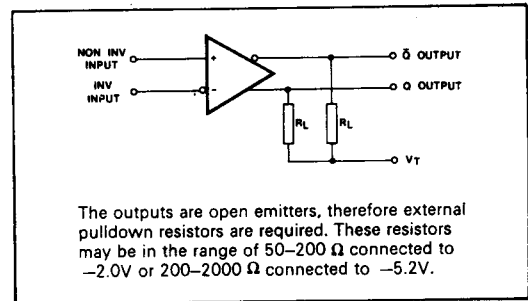 NON INV
INPUT
INV
INPUT
+
-
Q̄ OUTPUT
Q OUTPUT
RL
RL
VT
The outputs are open emitters, therefore external
pulldown resistors are required. These resistors
may be in the range of 50–200 Ω connected to
−2.0V or 200–2000 Ω connected to −5.2V.